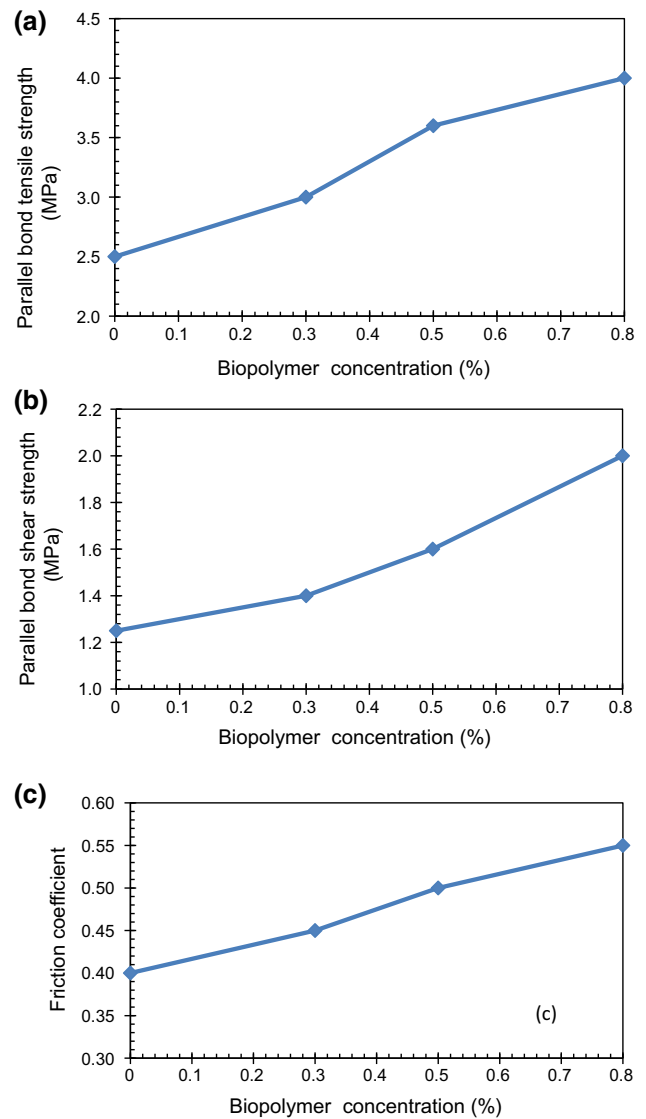 (a)
Parallel bond tensile strength
(MPa)
4.5
4.0
3.5
3.0
2.5
2.0
0 0.1 0.2 0.3 0.4 0.5 0.6 0.7 0.8
Biopolymer concentration (%)
(b)
Parallel bond shear strength
(MPa)
2.2
2.0
1.8
1.6
1.4
1.2
1.0
0 0.1 0.2 0.3 0.4 0.5 0.6 0.7 0.8
Biopolymer concentration (%)
(c)
Friction coefficient
0.60
0.55
0.50
0.45
0.40
0.35
0.30
(c)
0 0.1 0.2 0.3 0.4 0.5 0.6 0.7 0.8
Biopolymer concentration (%)